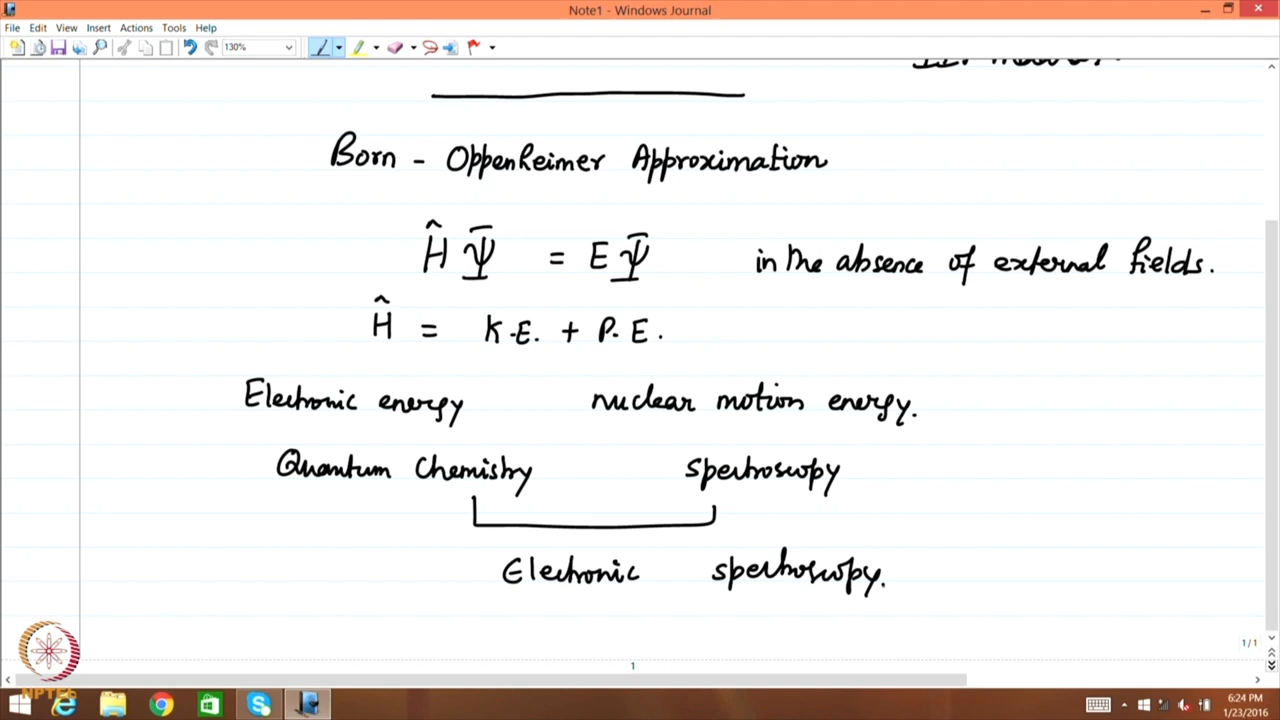 Note1 - Windows Journal
File Edit View Insert Actions Tools Help
130%
Born - Oppenheimer Approximation
Ĥ Ψ = E Ψ in the absence of external fields.
Ĥ = K.E. + P.E.
Electronic energy nuclear motion energy.
Quantum Chemistry spectroscopy
Electronic spectroscopy.
1/1
1
NPTEL
6:24 PM
1/23/2016